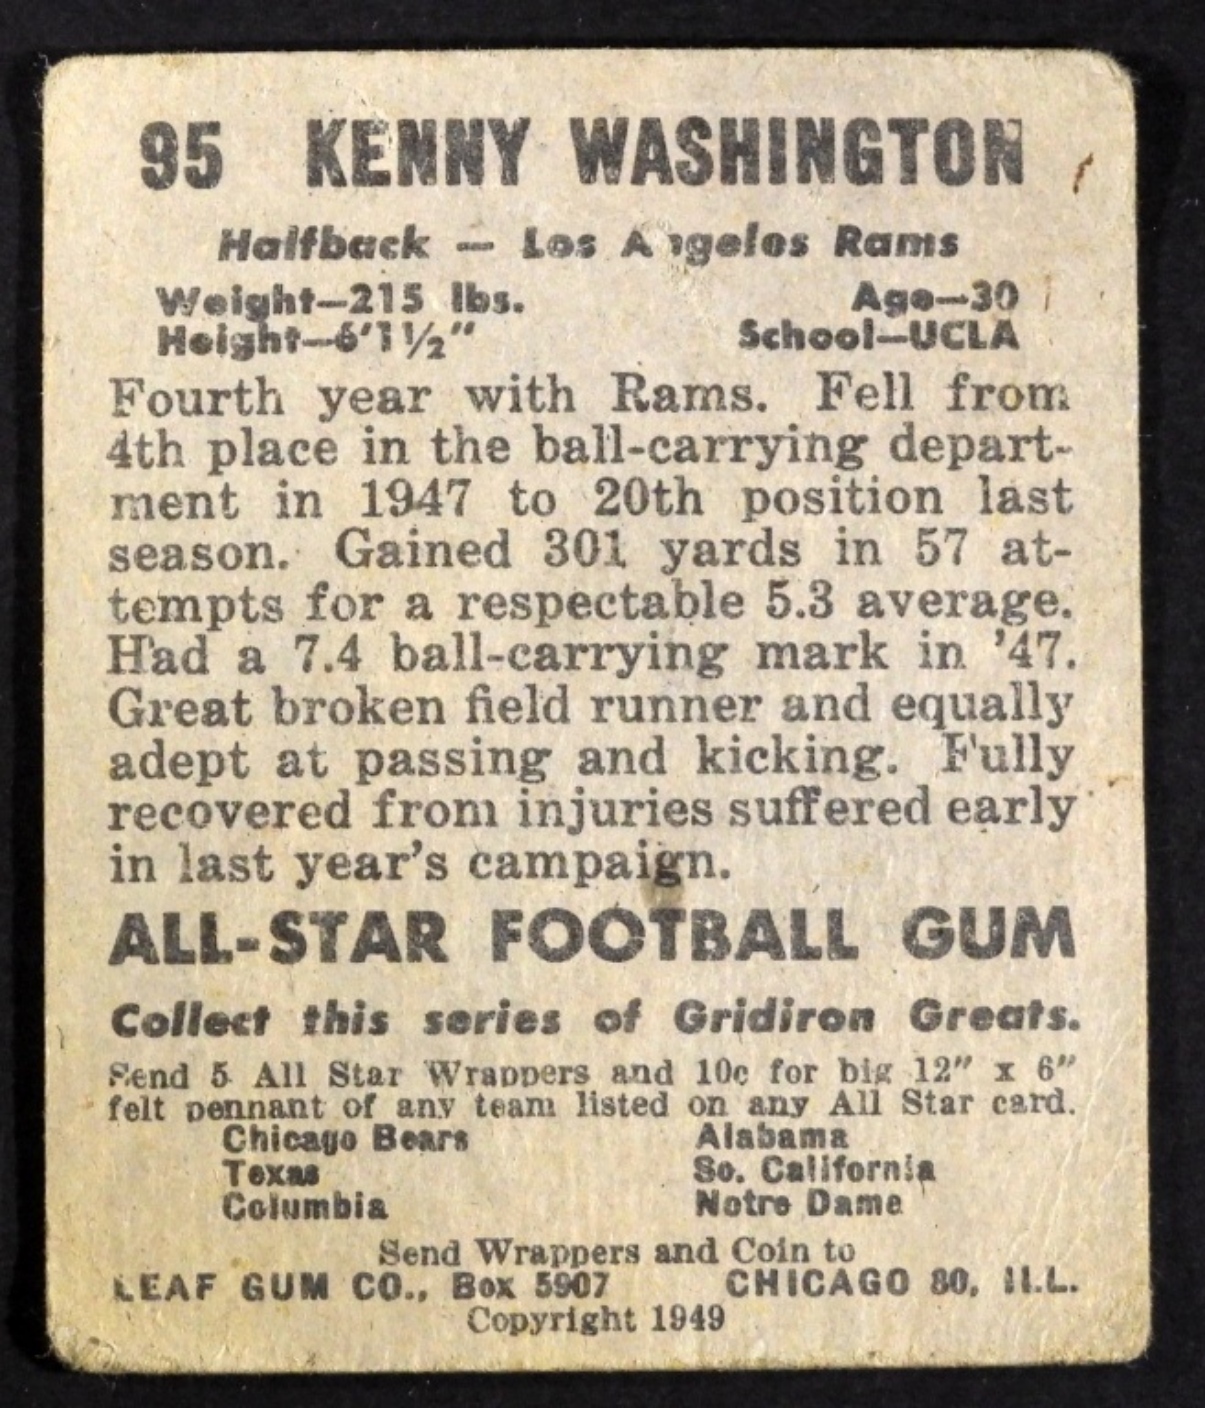 95 KENNY WASHINGTON
Halfback — Los Angelos Rams
Weight—215 lbs. Age—30
Height—6'1½" School—UCLA
Fourth year with Rams. Fell from
4th place in the ball-carrying depart-
ment in 1947 to 20th position last
season. Gained 301 yards in 57 at-
tempts for a respectable 5.3 average.
Had a 7.4 ball-carrying mark in '47.
Great broken field runner and equally
adept at passing and kicking. Fully
recovered from injuries suffered early
in last year's campaign.
ALL-STAR FOOTBALL GUM
Collect this series of Gridiron Greats.
Send 5 All Star Wrappers and 10c for big 12" x 6"
felt pennant of any team listed on any All Star card.
Chicago Bears Alabama
Texas So. California
Columbia Notre Dame
Send Wrappers and Coin to
LEAF GUM CO., Box 5907 CHICAGO 80, ILL.
Copyright 1949